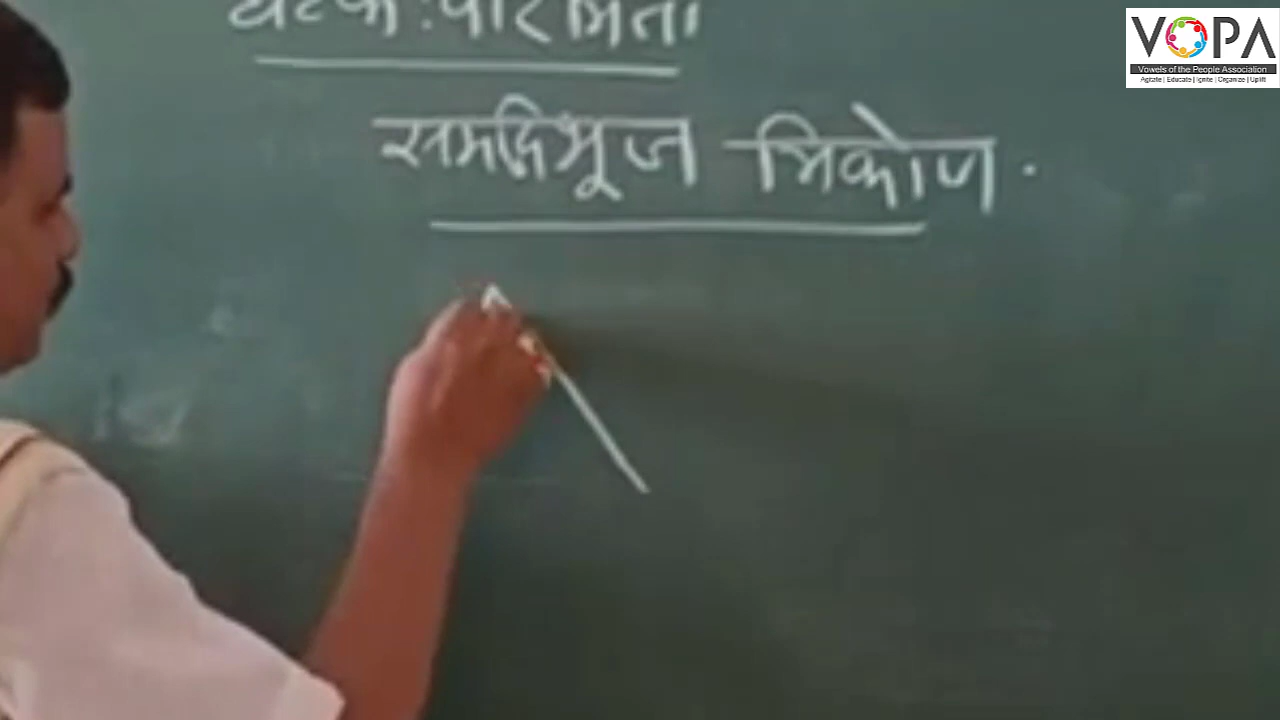 VOPA
Vowels of the People Association
Agitate | Educate | Ignite | Organize | Uplift
घटक : परिमिती
समद्विभूज त्रिकोण .